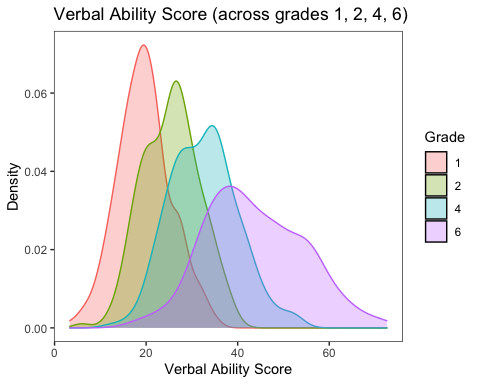 Verbal Ability Score (across grades 1, 2, 4, 6)
0.06
0.04
0.02
0.00
Density
0 20 40 60
Verbal Ability Score
Grade
1
2
4
6